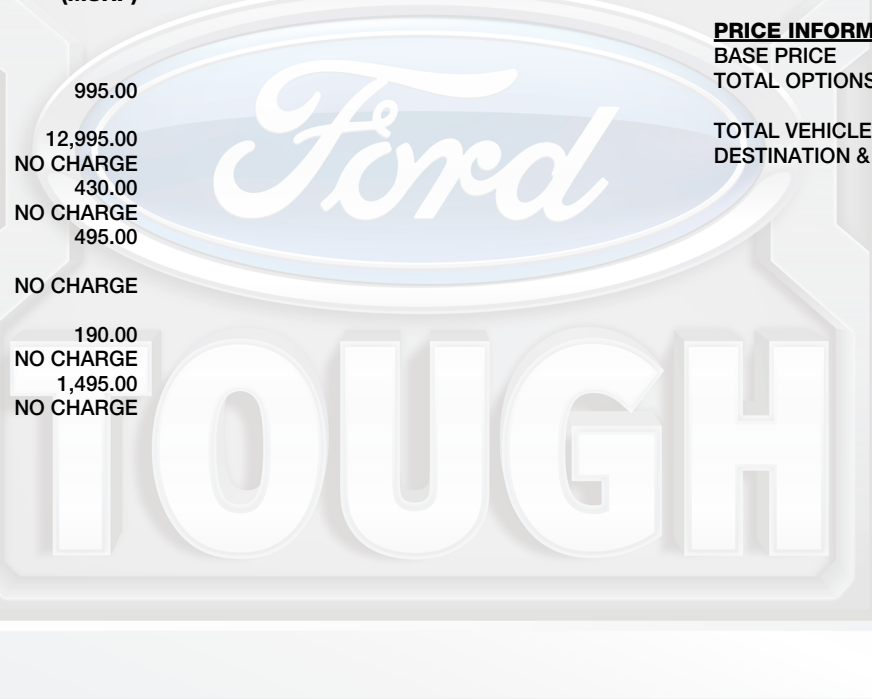 995.00
12,995.00
NO CHARGE
430.00
NO CHARGE
495.00
NO CHARGE
190.00
NO CHARGE
1,495.00
NO CHARGE
PRICE INFORM
BASE PRICE
TOTAL OPTIONS
TOTAL VEHICLE
DESTINATION &
Ford
TOUGH